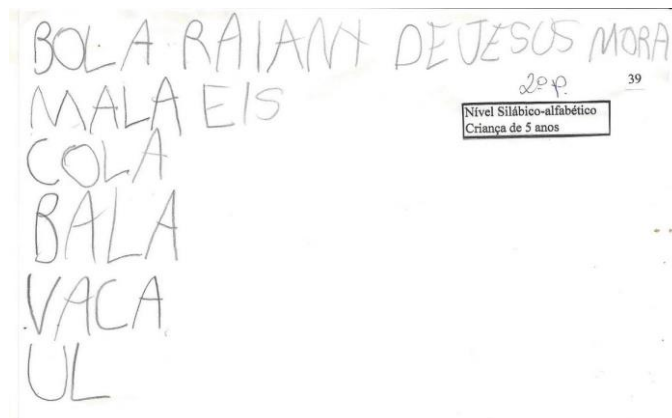 BOLA RAIANY DE JESUS MORA
2º P. 39
MALA EIS
Nível Silábico-alfabético
Criança de 5 anos
COLA
BALA
VACA
UL